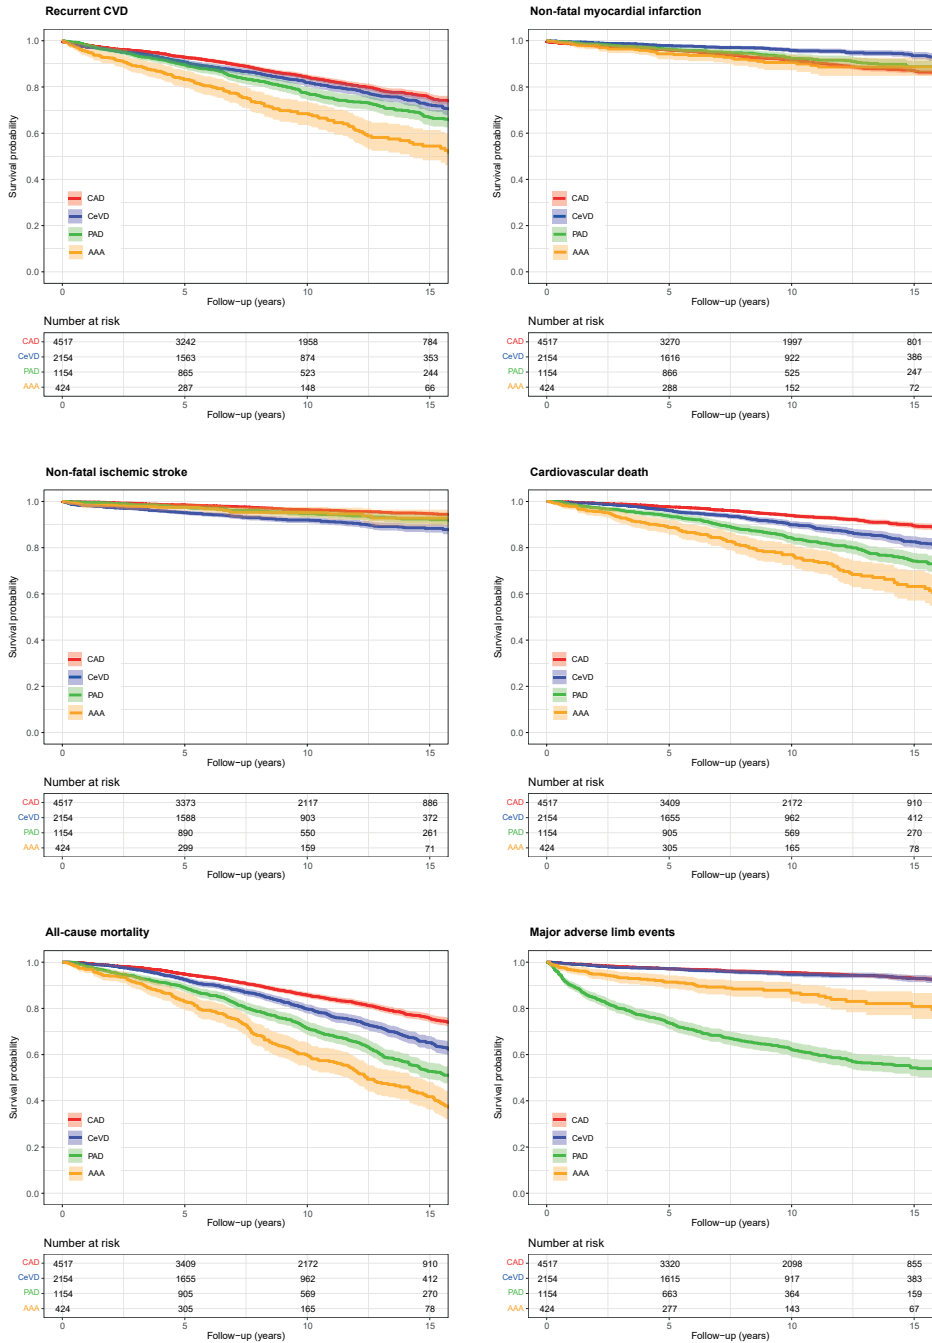 Recurrent CVD
Survival probability
1.0
0.8
0.6
0.4
0.2
0.0
CAD
CeVD
PAD
AAA
0 5 10 15
Follow−up (years)
Number at risk
CAD 4517 3242 1958 784
CeVD 2154 1563 874 353
PAD 1154 865 523 244
AAA 424 287 148 66
0 5 10 15
Follow−up (years)
Non-fatal myocardial infarction
Survival probability
1.0
0.8
0.6
0.4
0.2
0.0
CAD
CeVD
PAD
AAA
0 5 10 15
Follow−up (years)
Number at risk
CAD 4517 3270 1997 801
CeVD 2154 1616 922 386
PAD 1154 866 525 247
AAA 424 288 152 72
0 5 10 15
Follow−up (years)
Non-fatal ischemic stroke
Survival probability
1.0
0.8
0.6
0.4
0.2
0.0
CAD
CeVD
PAD
AAA
0 5 10 15
Follow−up (years)
Number at risk
CAD 4517 3373 2117 886
CeVD 2154 1588 903 372
PAD 1154 890 550 261
AAA 424 299 159 71
0 5 10 15
Follow−up (years)
Cardiovascular death
Survival probability
1.0
0.8
0.6
0.4
0.2
0.0
CAD
CeVD
PAD
AAA
0 5 10 15
Follow−up (years)
Number at risk
CAD 4517 3409 2172 910
CeVD 2154 1655 962 412
PAD 1154 905 569 270
AAA 424 305 165 78
0 5 10 15
Follow−up (years)
All-cause mortality
Survival probability
1.0
0.8
0.6
0.4
0.2
0.0
CAD
CeVD
PAD
AAA
0 5 10 15
Follow−up (years)
Number at risk
CAD 4517 3409 2172 910
CeVD 2154 1655 962 412
PAD 1154 905 569 270
AAA 424 305 165 78
0 5 10 15
Follow−up (years)
Major adverse limb events
Survival probability
1.0
0.8
0.6
0.4
0.2
0.0
CAD
CeVD
PAD
AAA
0 5 10 15
Follow−up (years)
Number at risk
CAD 4517 3320 2098 855
CeVD 2154 1615 917 383
PAD 1154 663 364 159
AAA 424 277 143 67
0 5 10 15
Follow−up (years)